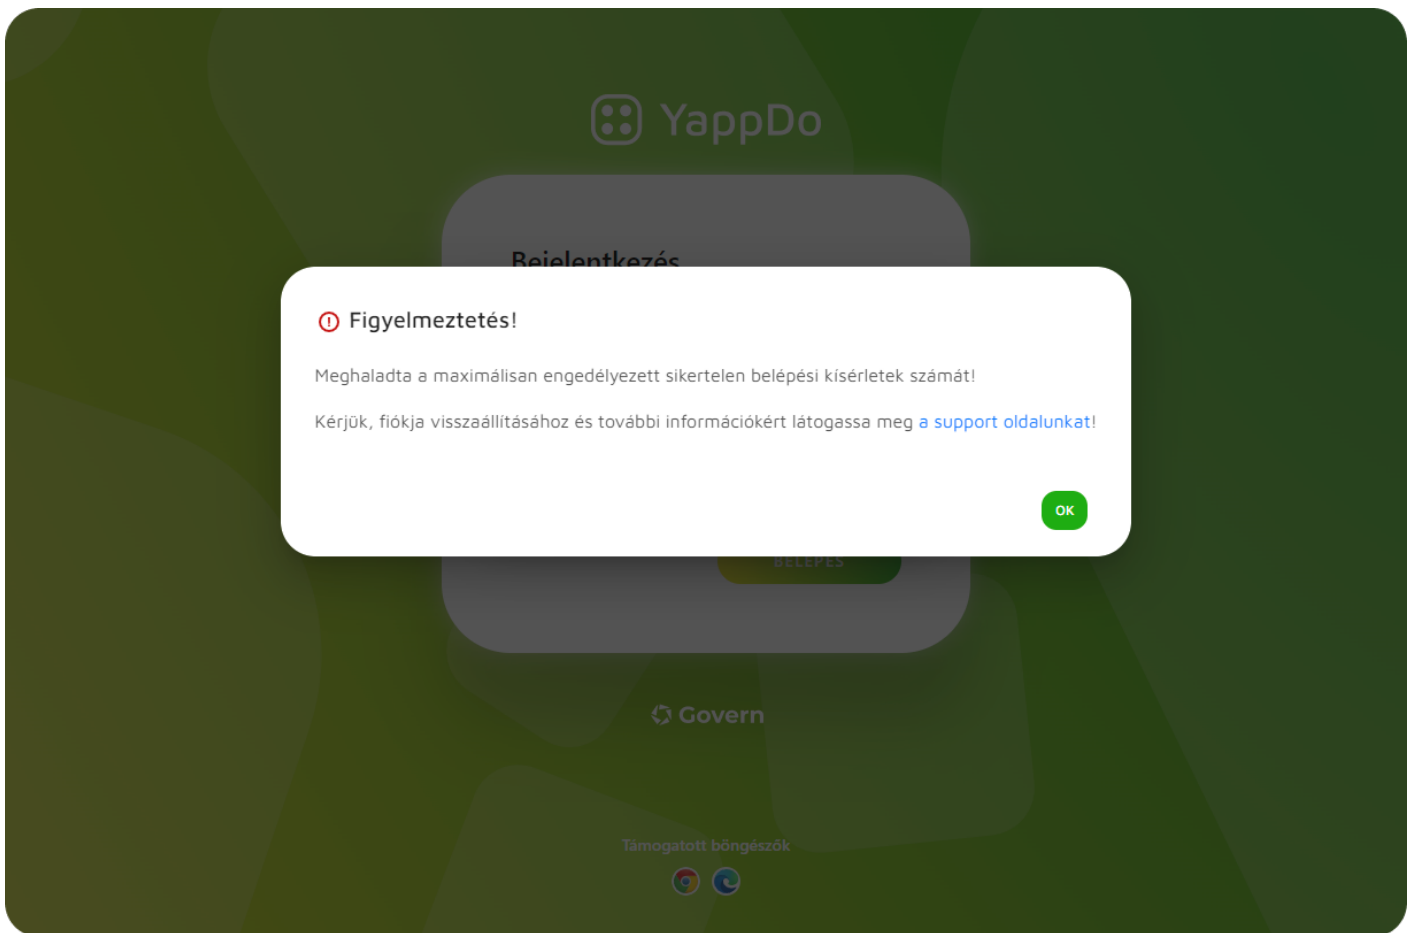 YappDo
Bejelentkezés
Figyelmeztetés!
Meghaladta a maximálisan engedélyezett sikertelen belépési kísérletek számát!
Kérjük, fiókja visszaállításához és további információkért látogassa meg a support oldalunkat!
OK
BELÉPÉS
Govern
Támogatott böngészők